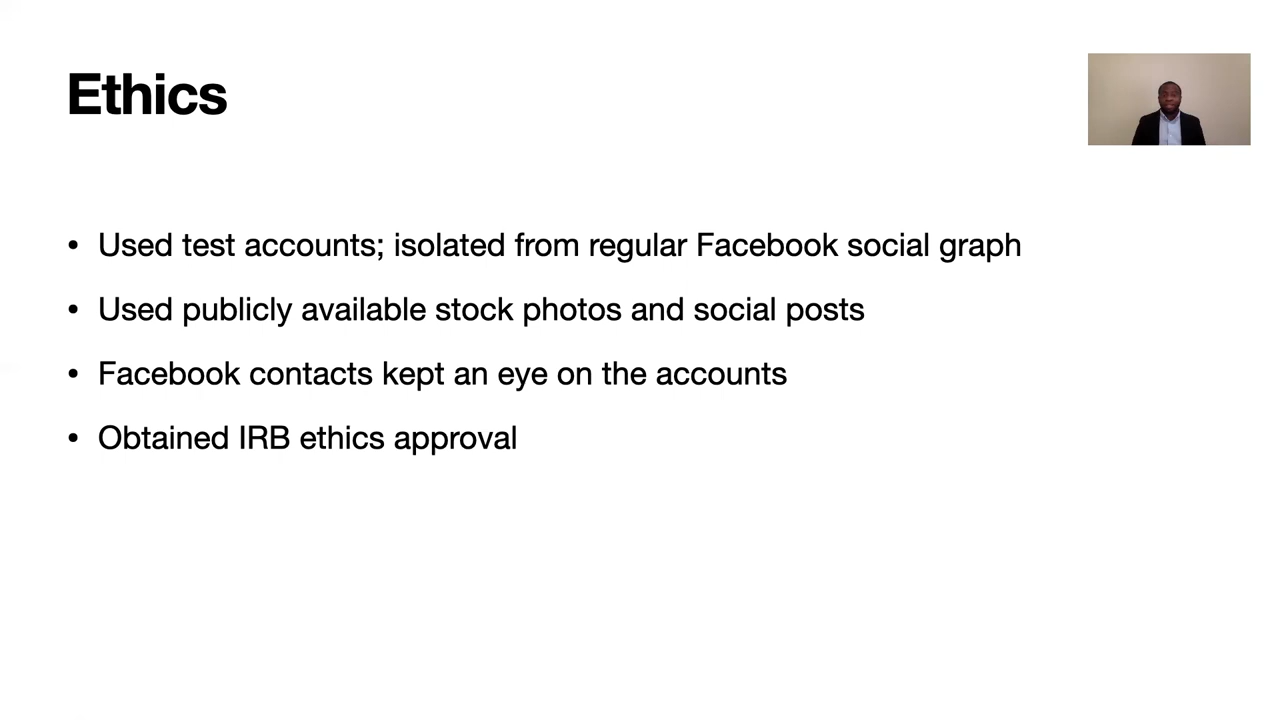 Ethics
• Used test accounts; isolated from regular Facebook social graph
• Used publicly available stock photos and social posts
• Facebook contacts kept an eye on the accounts
• Obtained IRB ethics approval